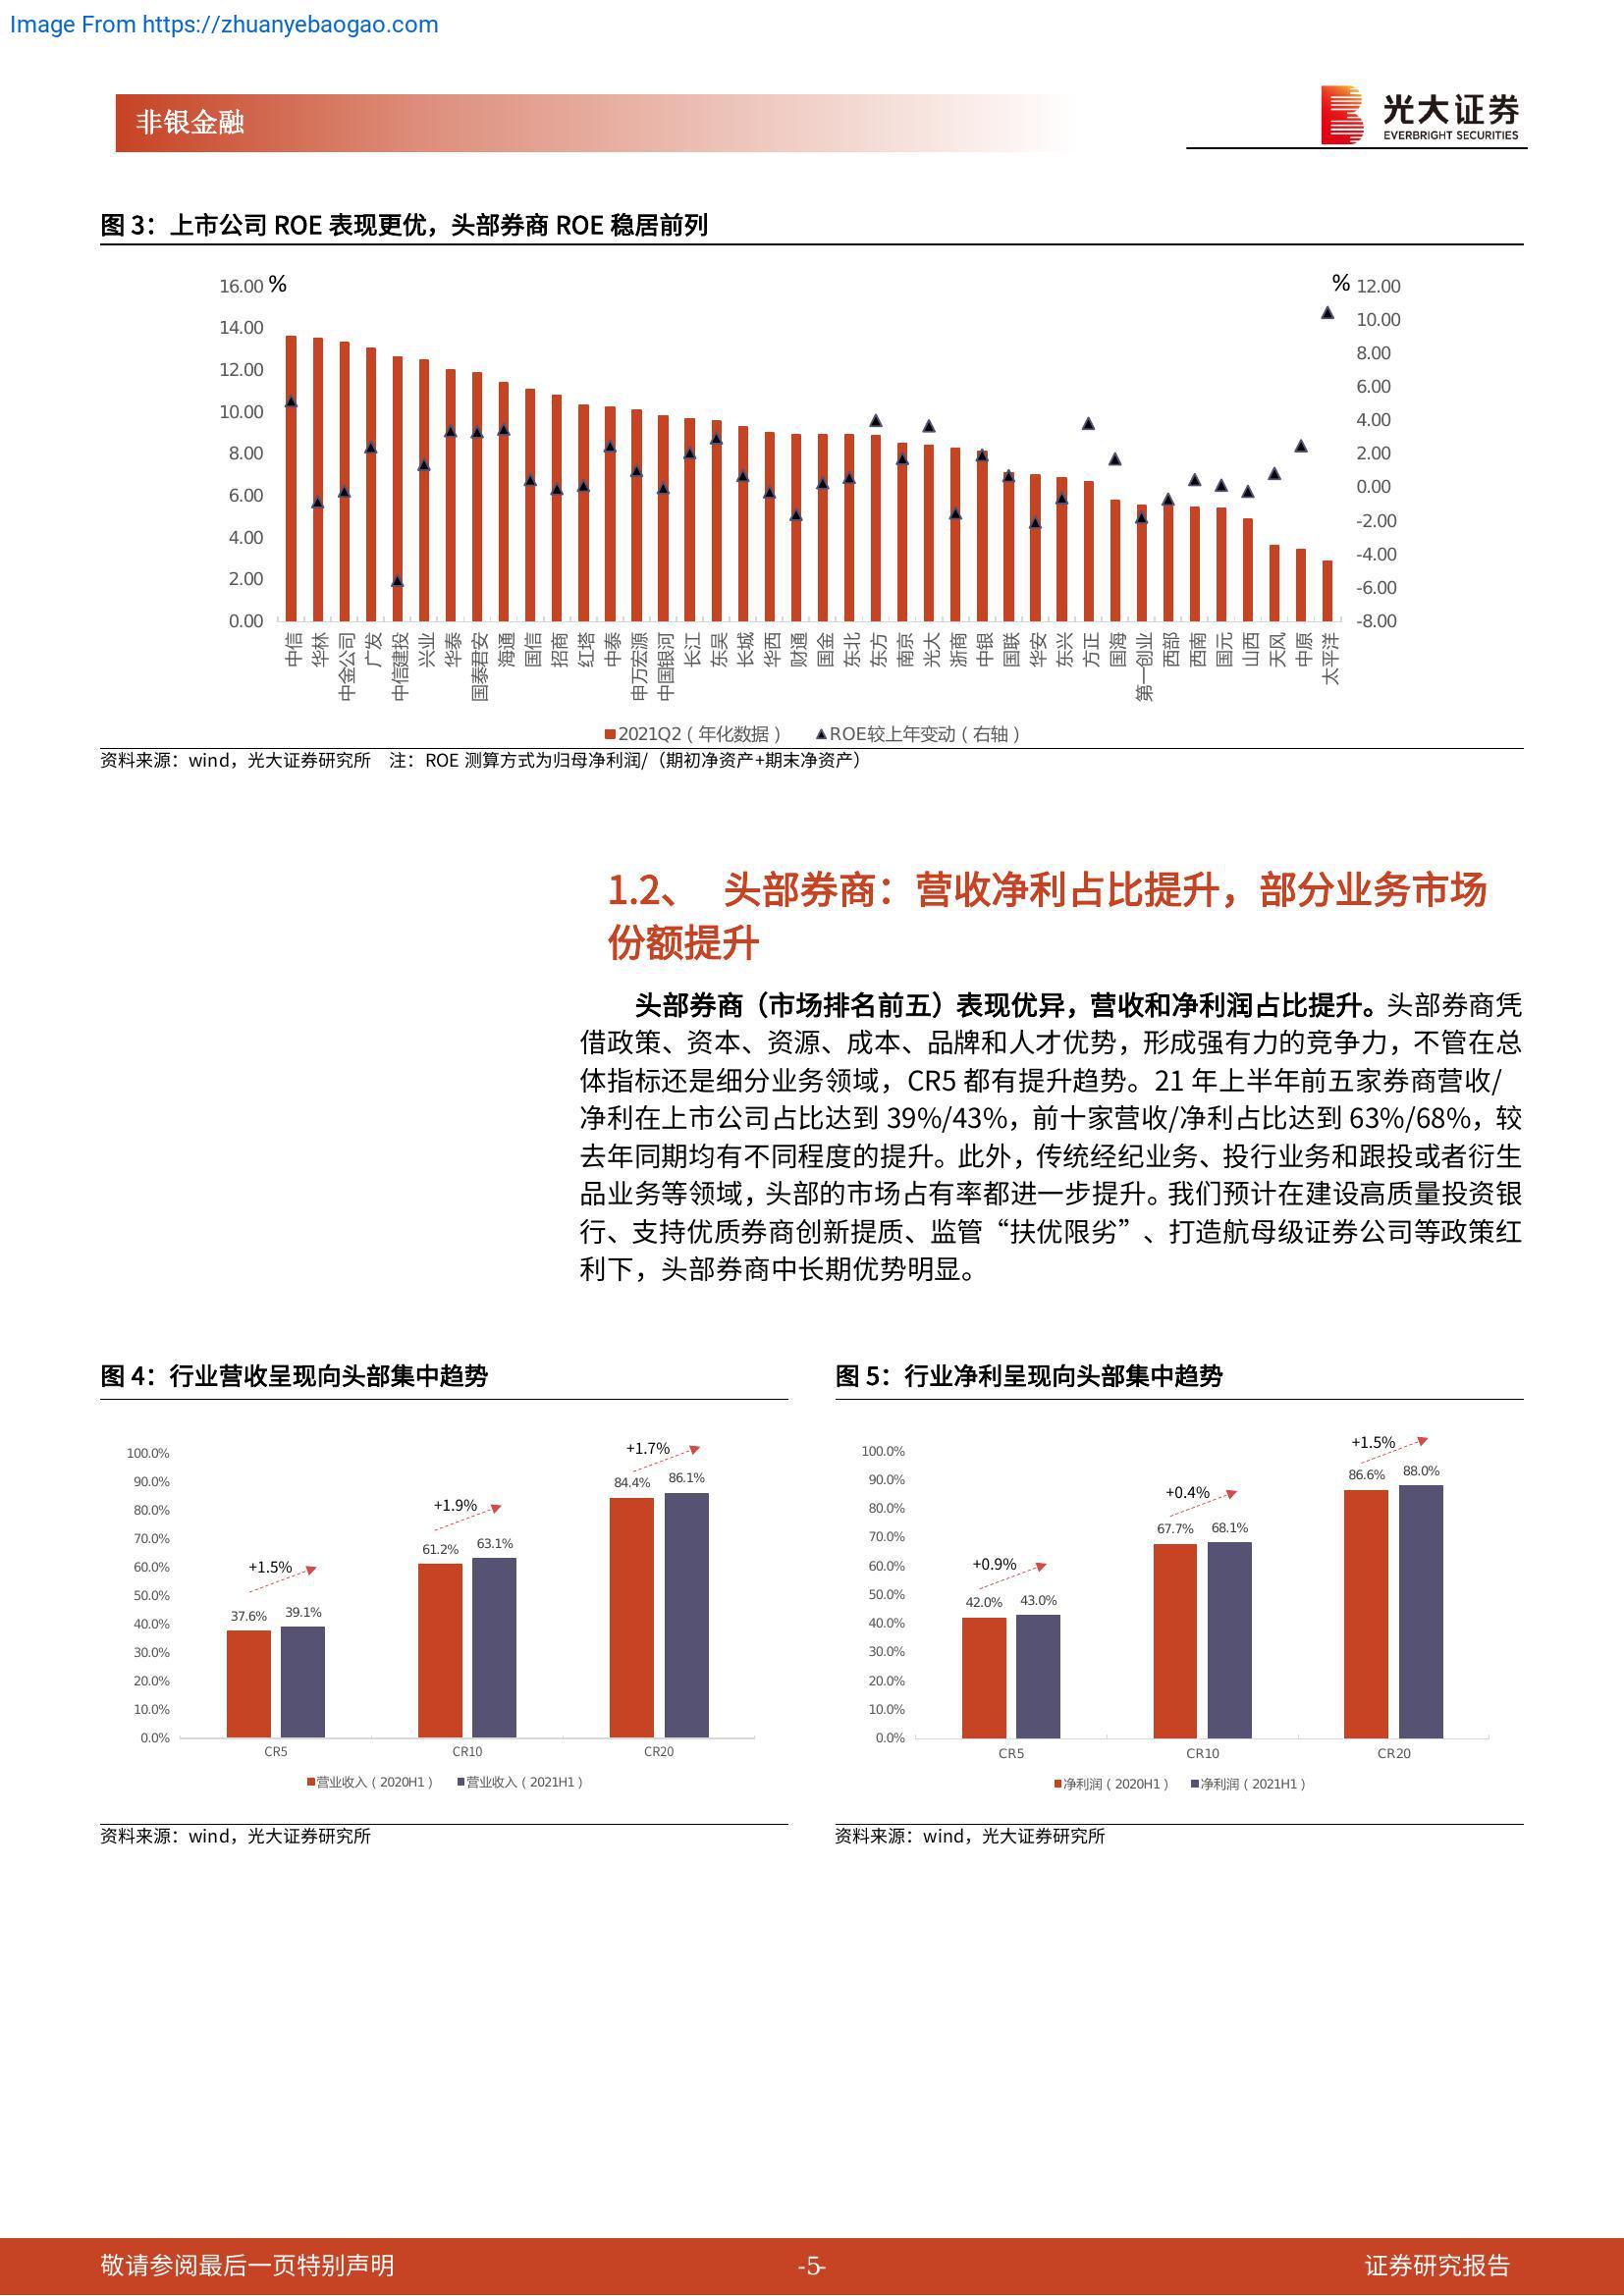 Image From https://zhuanyebaogao.com
非银金融
光大证券
EVERBRIGHT SECURITIES
图 3：上市公司 ROE 表现更优，头部券商 ROE 稳居前列
% %
16.00 14.00 12.00 10.00 8.00 6.00 4.00 2.00 0.00
12.00 10.00 8.00 6.00 4.00 2.00 0.00 -2.00 -4.00 -6.00 -8.00
中信 华林 中金公司 广发 中信建投 兴业 华泰 国泰君安 海通 国信 招商 红塔 中泰 申万宏源 中国银河 长江 东吴 长城 华西 财通 国金 东北 东方 南京 光大 浙商 中银 国联 华安 东兴 方正 国海 第一创业 西部 西南 国元 山西 天风 中原 太平洋
2021Q2（年化数据） ROE较上年变动（右轴）
资料来源：wind，光大证券研究所 注：ROE 测算方式为归母净利润/（期初净资产+期末净资产）
1.2、 头部券商：营收净利占比提升，部分业务市场
份额提升
头部券商（市场排名前五）表现优异，营收和净利润占比提升。头部券商凭
借政策、资本、资源、成本、品牌和人才优势，形成强有力的竞争力，不管在总
体指标还是细分业务领域，CR5 都有提升趋势。21 年上半年前五家券商营收/
净利在上市公司占比达到 39%/43%，前十家营收/净利占比达到 63%/68%，较
去年同期均有不同程度的提升。此外，传统经纪业务、投行业务和跟投或者衍生
品业务等领域，头部的市场占有率都进一步提升。我们预计在建设高质量投资银
行、支持优质券商创新提质、监管“扶优限劣”、打造航母级证券公司等政策红
利下，头部券商中长期优势明显。
图 4：行业营收呈现向头部集中趋势
100.0% 90.0% 80.0% 70.0% 60.0% 50.0% 40.0% 30.0% 20.0% 10.0% 0.0%
+1.5% +1.9% +1.7%
37.6% 39.1% 61.2% 63.1% 84.4% 86.1%
CR5 CR10 CR20
营业收入（2020H1） 营业收入（2021H1）
资料来源：wind，光大证券研究所
图 5：行业净利呈现向头部集中趋势
100.0% 90.0% 80.0% 70.0% 60.0% 50.0% 40.0% 30.0% 20.0% 10.0% 0.0%
+0.9% +0.4% +1.5%
42.0% 43.0% 67.7% 68.1% 86.6% 88.0%
CR5 CR10 CR20
净利润（2020H1） 净利润（2021H1）
资料来源：wind，光大证券研究所
敬请参阅最后一页特别声明 -5- 证券研究报告